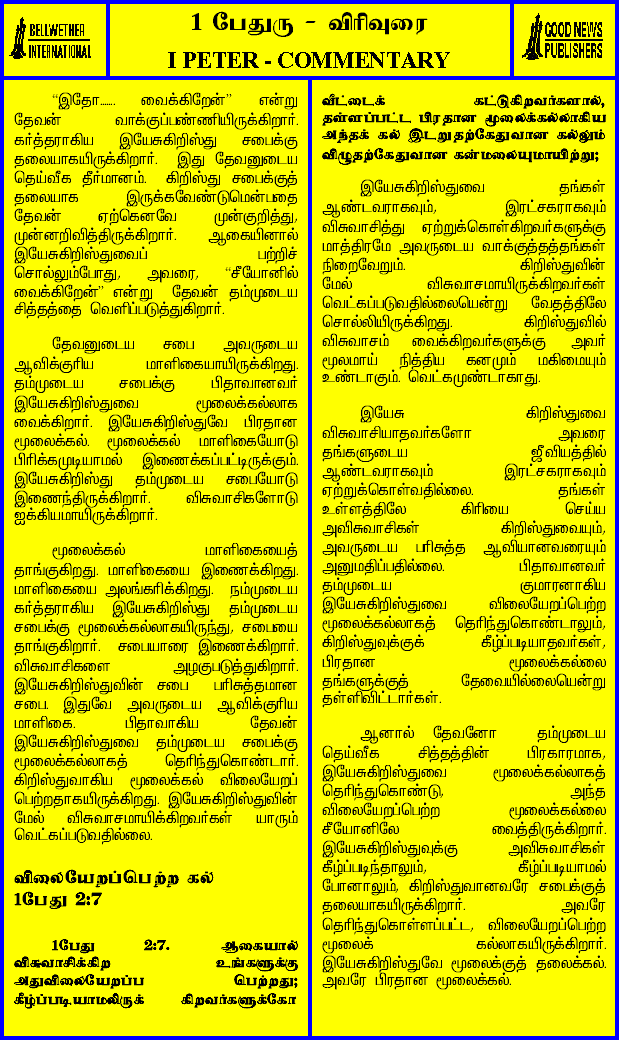 BELLWETHER
INTERNATIONAL
1 பேதுரு - விரிவுரை
I PETER - COMMENTARY
GOOD NEWS
PUBLISHERS
“இதோ....... வைக்கிறேன்” என்று
தேவன் வாக்குப்பண்ணியிருக்கிறார்.
கர்த்தராகிய இயேசுகிறிஸ்து சபைக்கு
தலையாகயிருக்கிறார். இது தேவனுடைய
தெய்வீக தீர்மானம். கிறிஸ்து சபைக்குத்
தலையாக இருக்கவேண்டுமென்பதை
தேவன் ஏற்கெனவே முன்குறித்து,
முன்னறிவித்திருக்கிறார். ஆகையினால்
இயேசுகிறிஸ்துவைப் பற்றிச்
சொல்லும்போது, அவரை, “சீயோனில்
வைக்கிறேன்” என்று தேவன் தம்முடைய
சித்தத்தை வெளிப்படுத்துகிறார்.
தேவனுடைய சபை அவருடைய
ஆவிக்குரிய மாளிகையாயிருக்கிறது.
தம்முடைய சபைக்கு பிதாவானவர்
இயேசுகிறிஸ்துவை மூலைக்கல்லாக
வைக்கிறார். இயேசுகிறிஸ்துவே பிரதான
மூலைக்கல். மூலைக்கல் மாளிகையோடு
பிரிக்கமுடியாமல் இணைக்கப்பட்டிருக்கும்.
இயேசுகிறிஸ்து தம்முடைய சபையோடு
இணைந்திருக்கிறார். விசுவாசிகளோடு
ஐக்கியமாயிருக்கிறார்.
மூலைக்கல் மாளிகையைத்
தாங்குகிறது. மாளிகையை இணைக்கிறது.
மாளிகையை அலங்கரிக்கிறது. நம்முடைய
கர்த்தராகிய இயேசுகிறிஸ்து தம்முடைய
சபைக்கு மூலைக்கல்லாகயிருந்து, சபையை
தாங்குகிறார். சபையாரை இணைக்கிறார்.
விசுவாசிகளை அழகுபடுத்துகிறார்.
இயேசுகிறிஸ்துவின் சபை பரிசுத்தமான
சபை. இதுவே அவருடைய ஆவிக்குரிய
மாளிகை. பிதாவாகிய தேவன்
இயேசுகிறிஸ்துவை தம்முடைய சபைக்கு
மூலைக்கல்லாகத் தெரிந்துகொண்டார்.
கிறிஸ்துவாகிய மூலைக்கல் விலையேறப்
பெற்றதாகயிருக்கிறது. இயேசுகிறிஸ்துவின்
மேல் விசுவாசமாயிக்கிறவர்கள் யாரும்
வெட்கப்படுவதில்லை.
விலையேறப்பெற்ற கல்
1பேது 2:7
1பேது 2:7. ஆகையால்
விசுவாசிக்கிற உங்களுக்கு
அதுவிலையேறப்ப பெற்றது;
கீழ்ப்படியாமலிருக் கிறவர்களுக்கோ
வீட்டைக் கட்டுகிறவர்களால்,
தள்ளப்பட்ட பிரதான மூலைக்கல்லாகிய
அந்தக் கல் இடறுதற்கேதுவான கல்லும்
விழுதற்கேதுவான கன்மலையுமாயிற்று;
இயேசுகிறிஸ்துவை தங்கள்
ஆண்டவராகவும், இரட்சகராகவும்
விசுவாசித்து ஏற்றுக்கொள்கிறவர்களுக்கு
மாத்திரமே அவருடைய வாக்குத்தத்தங்கள்
நிறைவேறும். கிறிஸ்துவின்
மேல் விசுவாசமாயிருக்கிறவர்கள்
வெட்கப்படுவதில்லையென்று வேதத்திலே
சொல்லியிருக்கிறது. கிறிஸ்துவில்
விசுவாசம் வைக்கிறவர்களுக்கு அவர்
மூலமாய் நித்திய கனமும் மகிமையும்
உண்டாகும். வெட்கமுண்டாகாது.
இயேசு கிறிஸ்துவை
விசுவாசியாதவர்களோ அவரை
தங்களுடைய ஜீவியத்தில்
ஆண்டவராகவும் இரட்சகராகவும்
ஏற்றுக்கொள்வதில்லை. தங்கள்
உள்ளத்திலே கிரியை செய்ய
அவிசுவாசிகள் கிறிஸ்துவையும்,
அவருடைய பரிசுத்த ஆவியானவரையும்
அனுமதிப்பதில்லை. பிதாவானவர்
தம்முடைய குமாரனாகிய
இயேசுகிறிஸ்துவை விலையேறப்பெற்ற
மூலைக்கல்லாகத் தெரிந்துகொண்டாலும்,
கிறிஸ்துவுக்குக் கீழ்ப்படியாதவர்கள்,
பிரதான மூலைக்கல்லை
தங்களுக்குத் தேவையில்லையென்று
தள்ளிவிட்டார்கள்.
ஆனால் தேவனோ தம்முடைய
தெய்வீக சித்தத்தின் பிரகாரமாக,
இயேசுகிறிஸ்துவை மூலைக்கல்லாகத்
தெரிந்துகொண்டு, அந்த
விலையேறப்பெற்ற மூலைக்கல்லை
சீயோனிலே வைத்திருக்கிறார்.
இயேசுகிறிஸ்துவுக்கு அவிசுவாசிகள்
கீழ்ப்படிந்தாலும், கீழ்ப்படியாமல்
போனாலும், கிறிஸ்துவானவரே சபைக்குத்
தலையாகயிருக்கிறார். அவரே
தெரிந்துகொள்ளப்பட்ட, விலையேறப்பெற்ற
மூலைக் கல்லாகயிருக்கிறார்.
இயேசுகிறிஸ்துவே மூலைக்குத் தலைக்கல்.
அவரே பிரதான மூலைக்கல்.